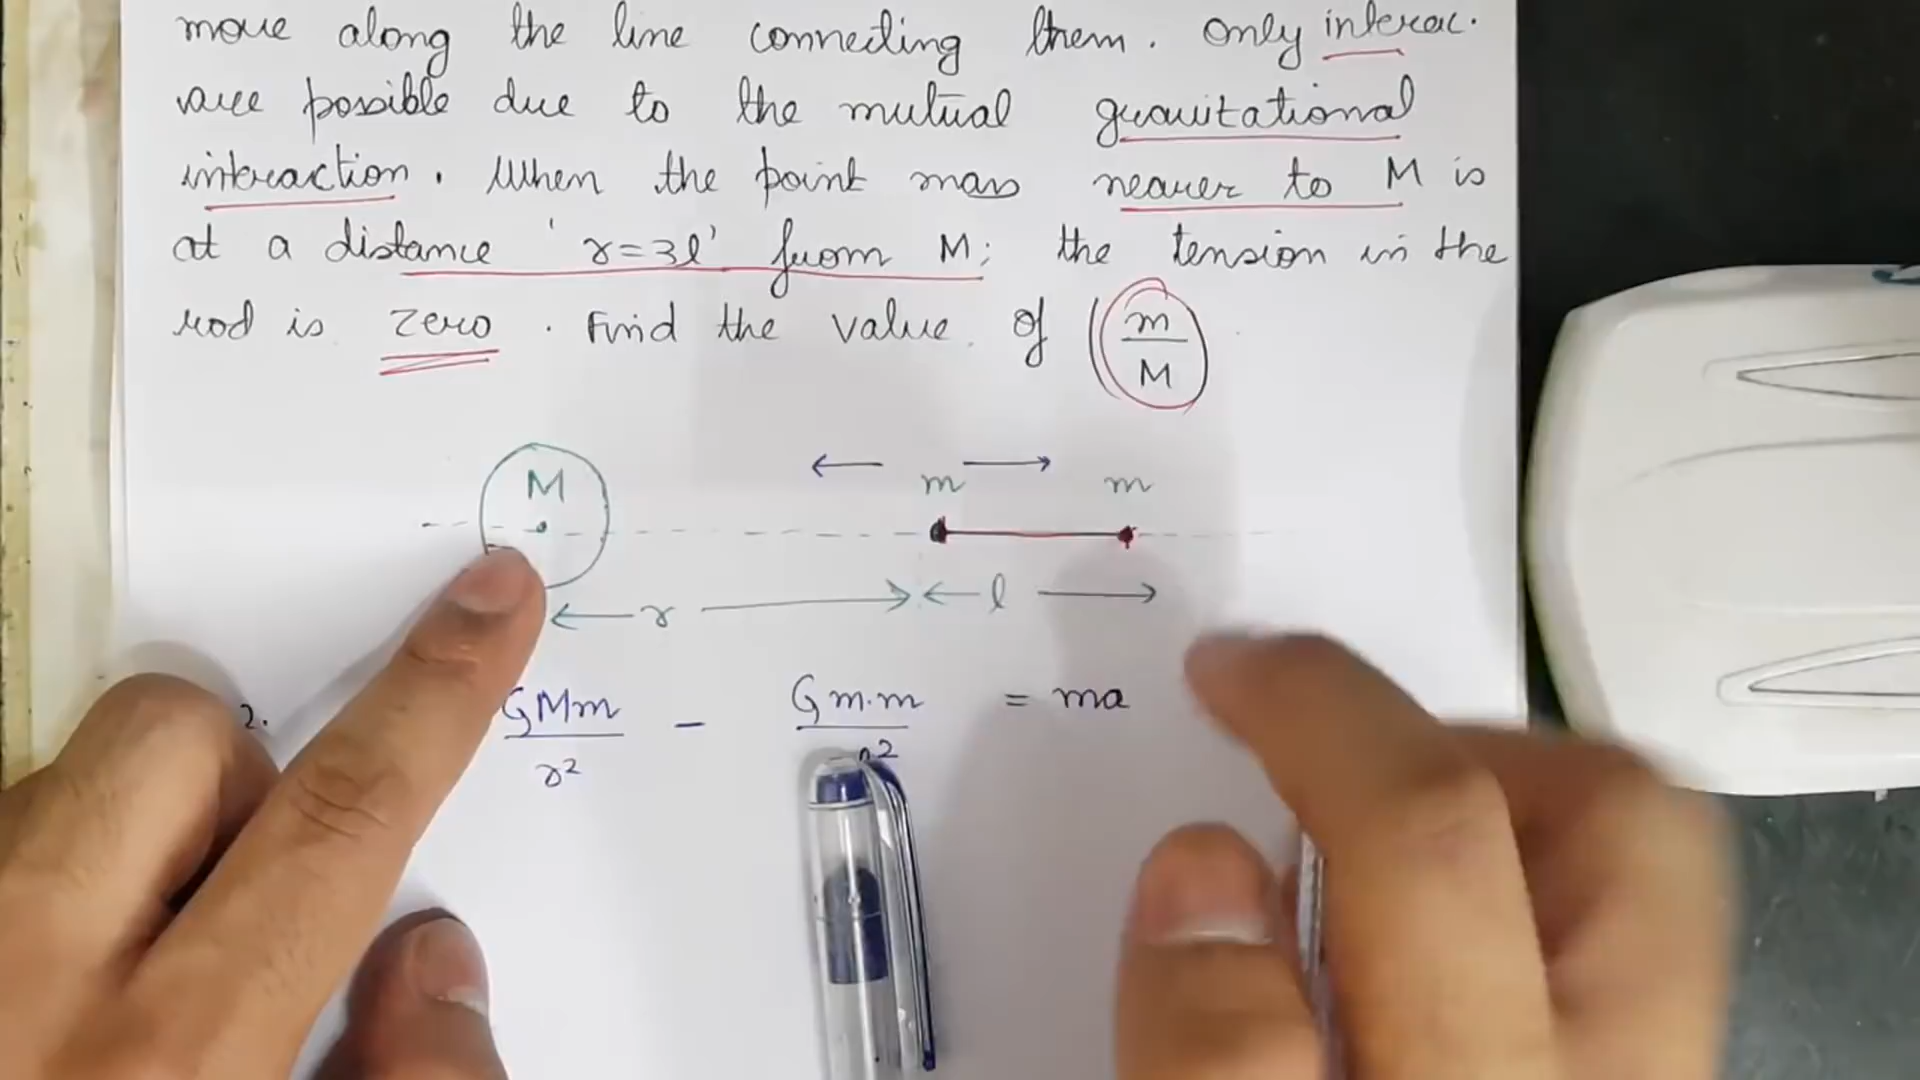 move along the line connecting them. Only interac.
are possible due to the mutual gravitational
interaction. When the point mass nearer to M is
at a distance 'r=3l' from M; the tension in the
rod is zero. Find the value of (m/M)
M m m
r l
2. GMm/r² - Gm.m/ ² = ma